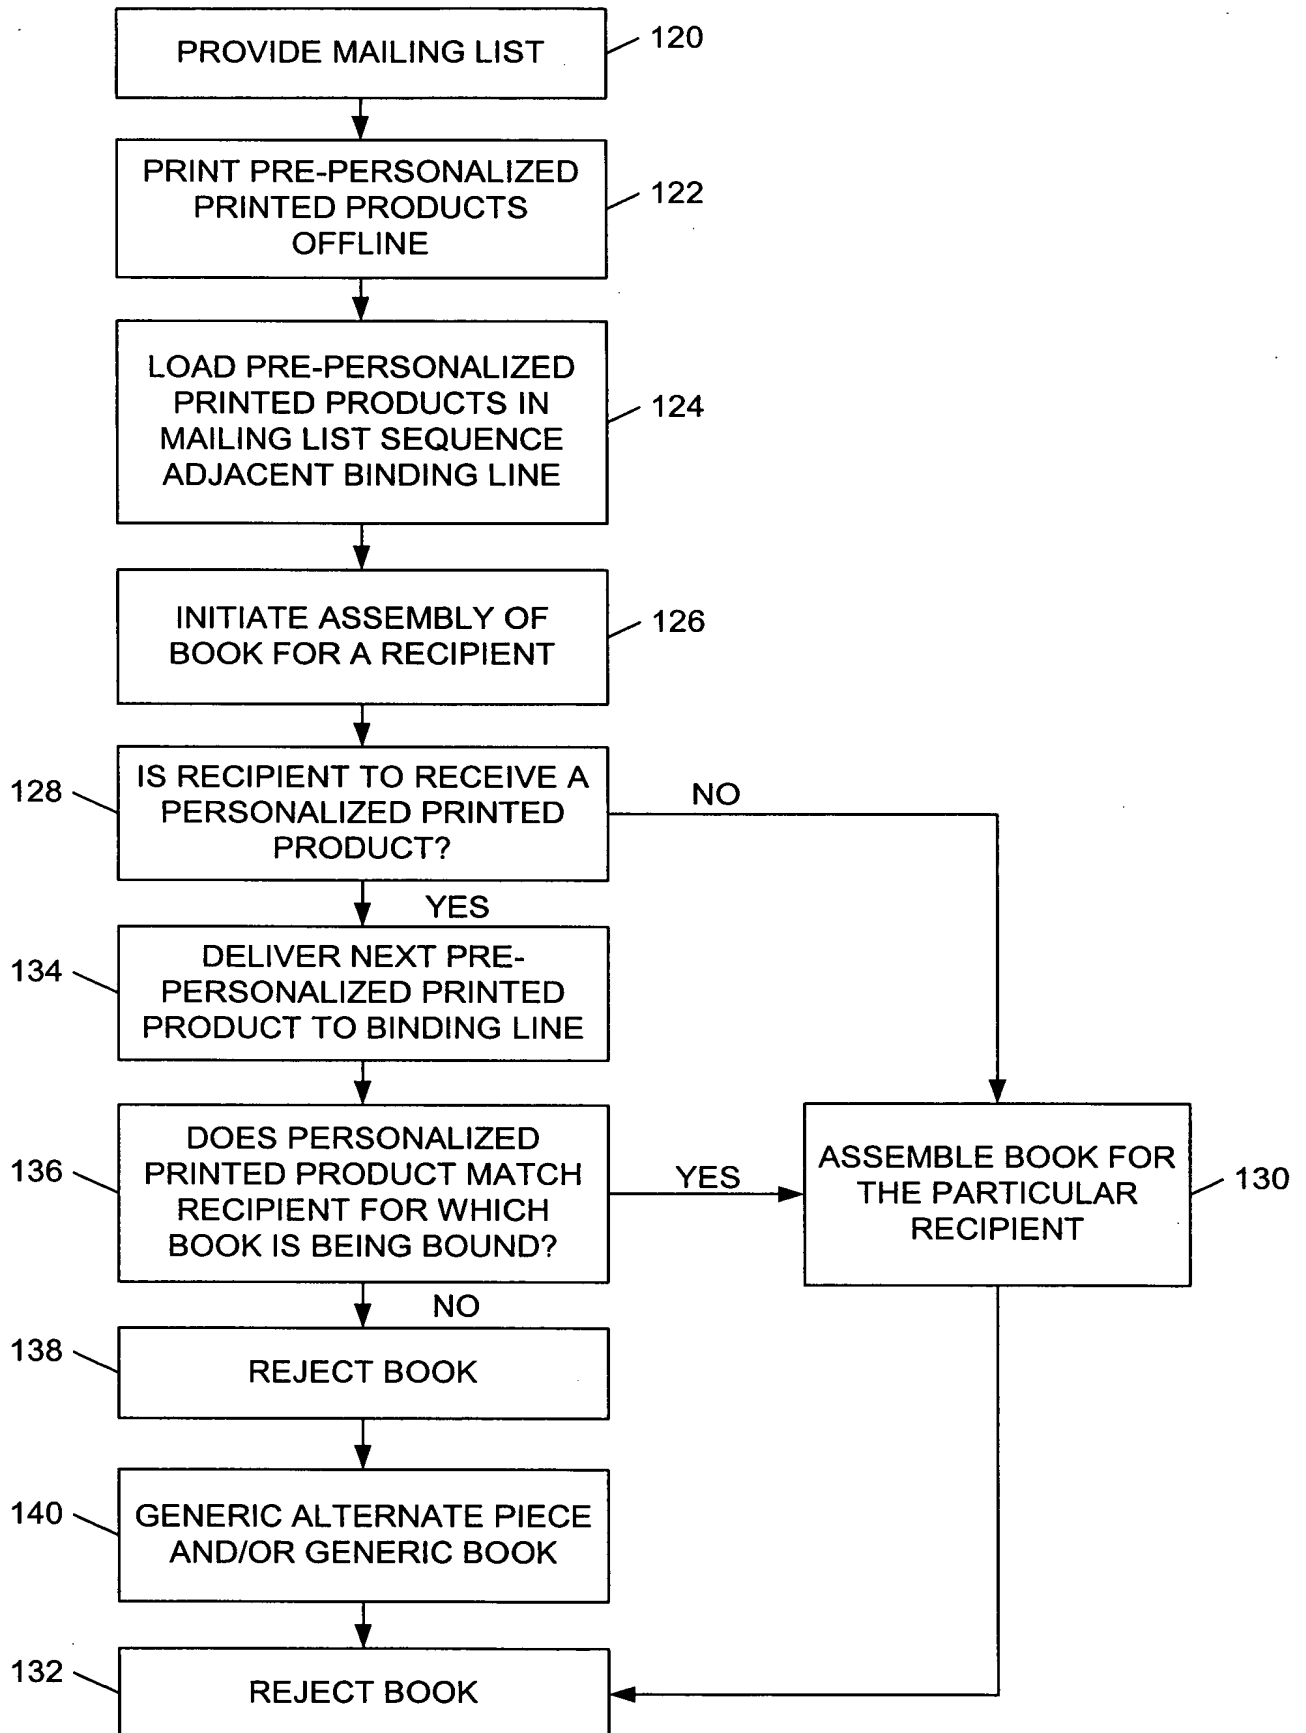 PROVIDE MAILING LIST
120
PRINT PRE-PERSONALIZED
PRINTED PRODUCTS
OFFLINE
122
LOAD PRE-PERSONALIZED
PRINTED PRODUCTS IN
MAILING LIST SEQUENCE
ADJACENT BINDING LINE
124
INITIATE ASSEMBLY OF
BOOK FOR A RECIPIENT
126
128
IS RECIPIENT TO RECEIVE A
PERSONALIZED PRINTED
PRODUCT?
NO
YES
134
DELIVER NEXT PRE-
PERSONALIZED PRINTED
PRODUCT TO BINDING LINE
136
DOES PERSONALIZED
PRINTED PRODUCT MATCH
RECIPIENT FOR WHICH
BOOK IS BEING BOUND?
YES
ASSEMBLE BOOK FOR
THE PARTICULAR
RECIPIENT
130
NO
138
REJECT BOOK
140
GENERIC ALTERNATE PIECE
AND/OR GENERIC BOOK
132
REJECT BOOK